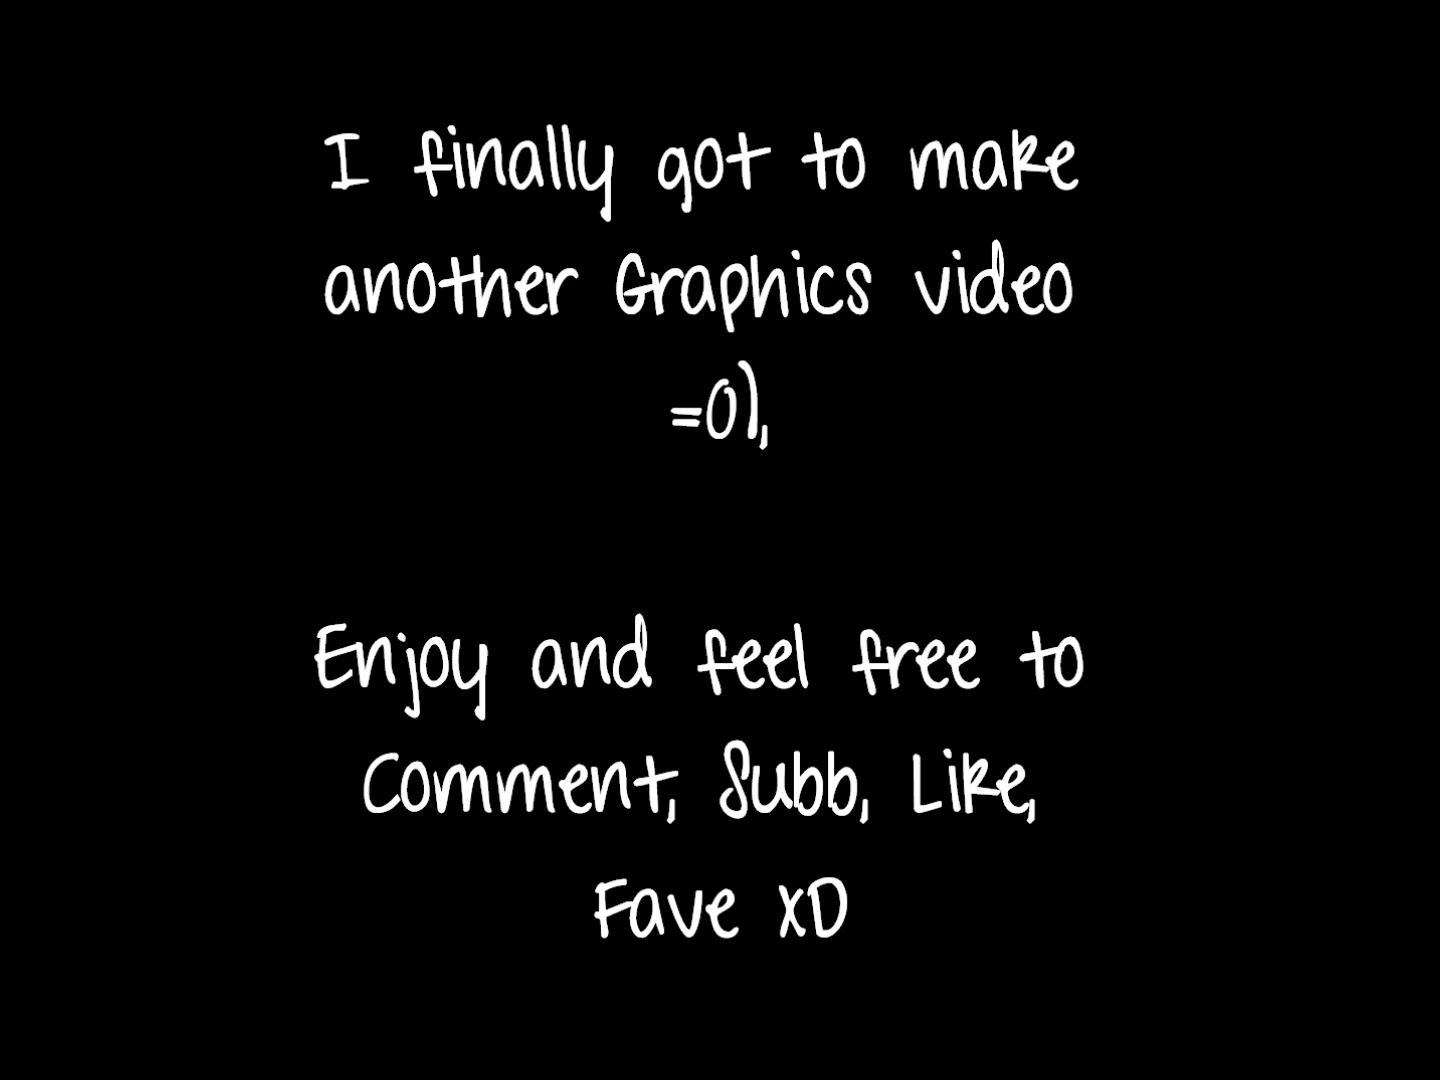 I finally got to make
another Graphics video
=0),
Enjoy and feel free to
Comment, Subb, Like,
Fave XD